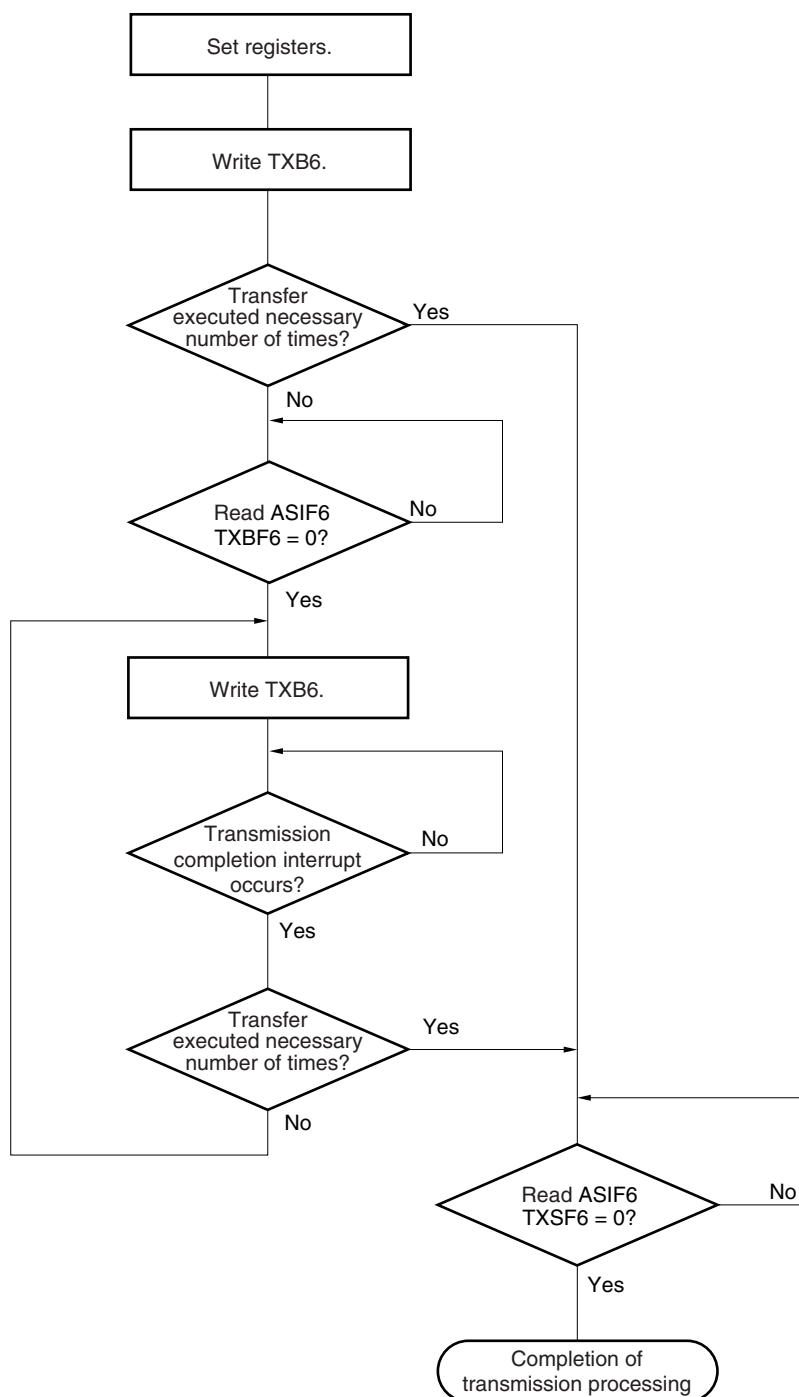 Set registers.
Write TXB6.
Transfer
executed necessary
number of times?
Yes
No
Read ASIF6
TXBF6 = 0?
No
Yes
Write TXB6.
Transmission
completion interrupt
occurs?
No
Yes
Transfer
executed necessary
number of times?
Yes
No
Read ASIF6
TXSF6 = 0?
No
Yes
Completion of
transmission processing